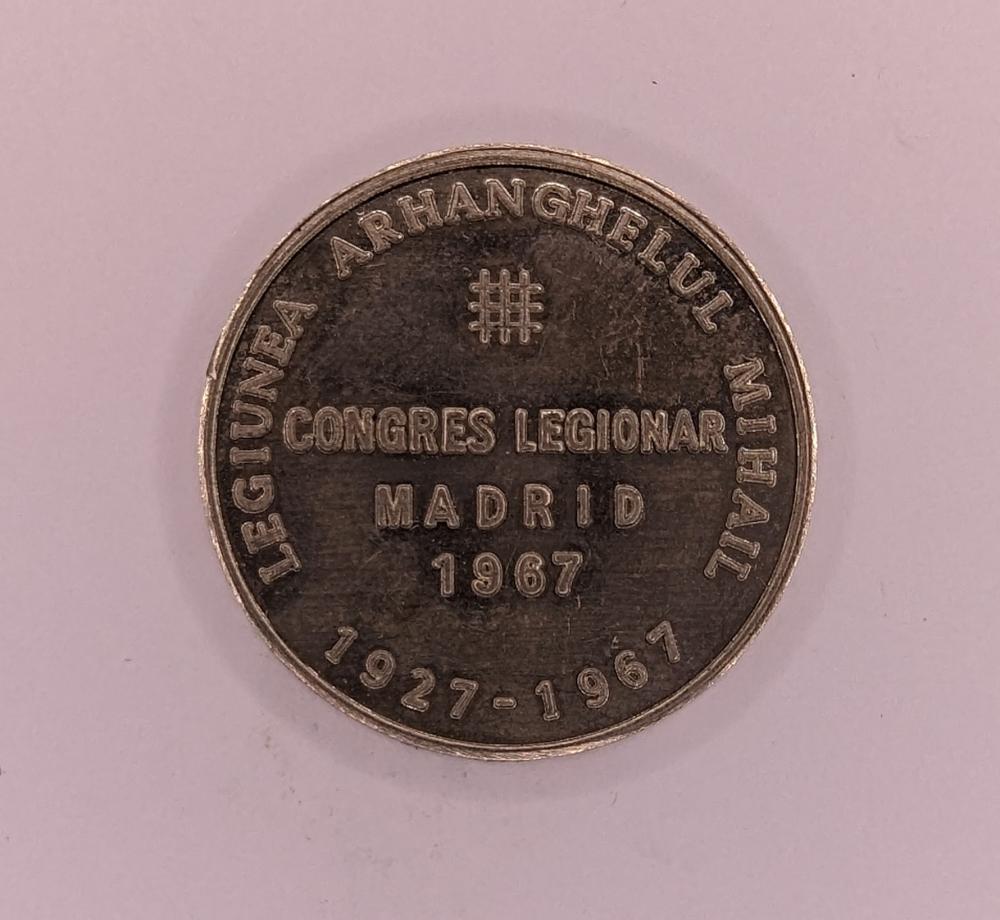 LEGIUNEA ARHANGHELUL MIHAIL
CONGRES LEGIONAR
MADRID
1967
1927-1967